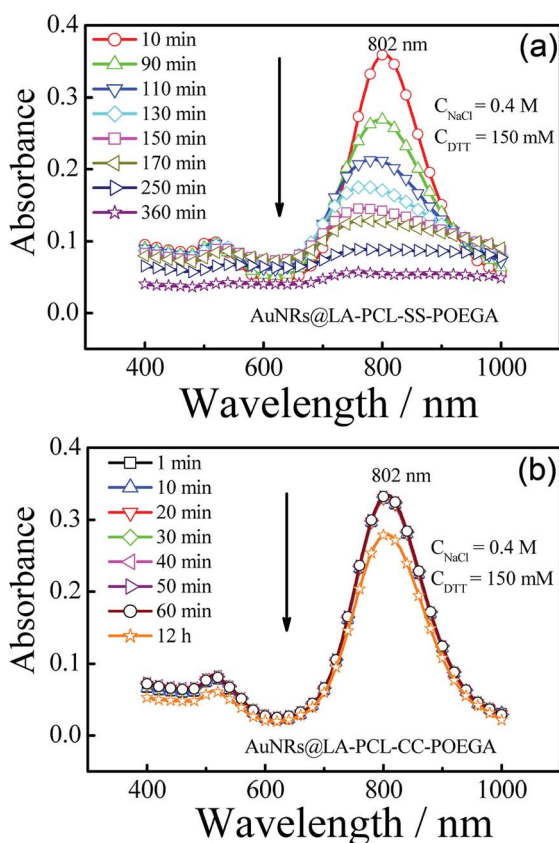 (a)
802 nm
10 min
90 min
110 min
130 min
150 min
170 min
250 min
360 min
C_NaCl = 0.4 M
C_DTT = 150 mM
AuNRs@LA-PCL-SS-POEGA
Absorbance
0.4
0.3
0.2
0.1
0.0
400 600 800 1000
Wavelength / nm
(b)
802 nm
1 min
10 min
20 min
30 min
40 min
50 min
60 min
12 h
C_NaCl = 0.4 M
C_DTT = 150 mM
AuNRs@LA-PCL-CC-POEGA
Absorbance
0.4
0.3
0.2
0.1
0.0
400 600 800 1000
Wavelength / nm